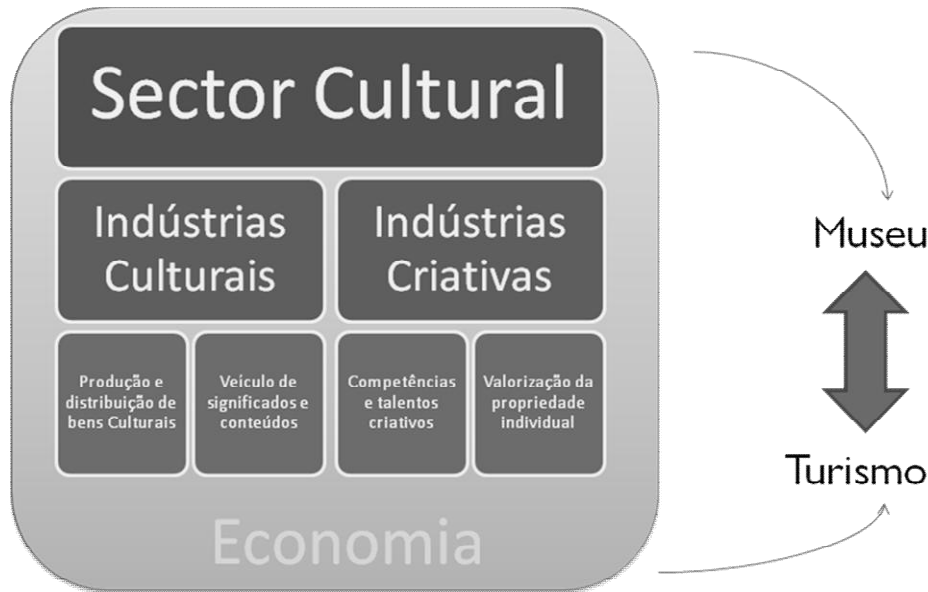 Sector Cultural
Indústrias
Culturais
Indústrias
Criativas
Produção e
distribuição de
bens Culturais
Veículo de
significados e
conteúdos
Competências
e talentos
criativos
Valorização da
propriedade
individual
Economia
Museu
Turismo